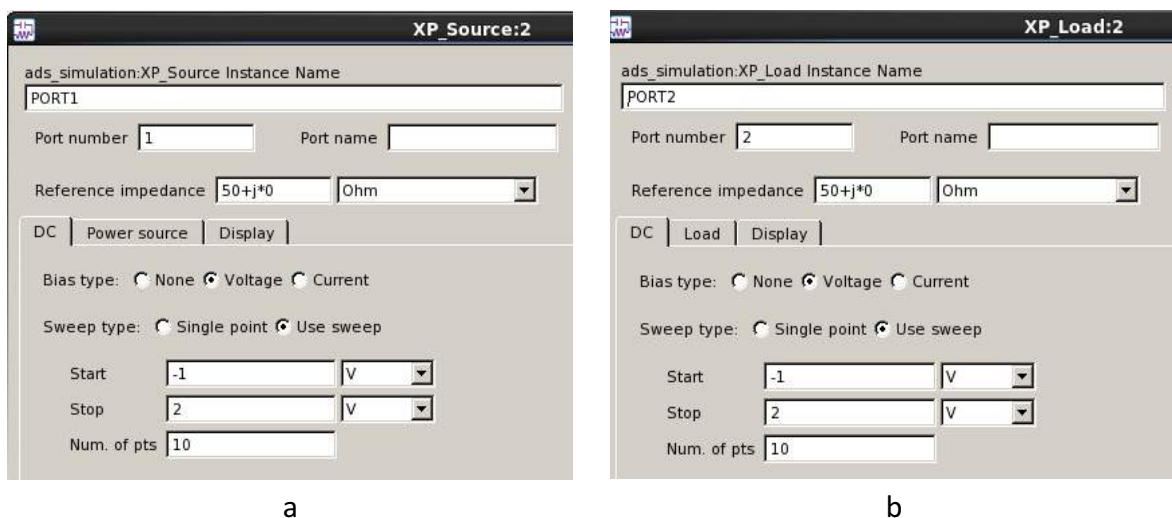 XP_Source:2
ads_simulation:XP_Source Instance Name
PORT1
Port number 1 Port name
Reference impedance 50+j*0 Ohm
DC Power source Display
Bias type: None Voltage Current
Sweep type: Single point Use sweep
Start -1 V
Stop 2 V
Num. of pts 10
a
XP_Load:2
ads_simulation:XP_Load Instance Name
PORT2
Port number 2 Port name
Reference impedance 50+j*0 Ohm
DC Load Display
Bias type: None Voltage Current
Sweep type: Single point Use sweep
Start -1 V
Stop 2 V
Num. of pts 10
b